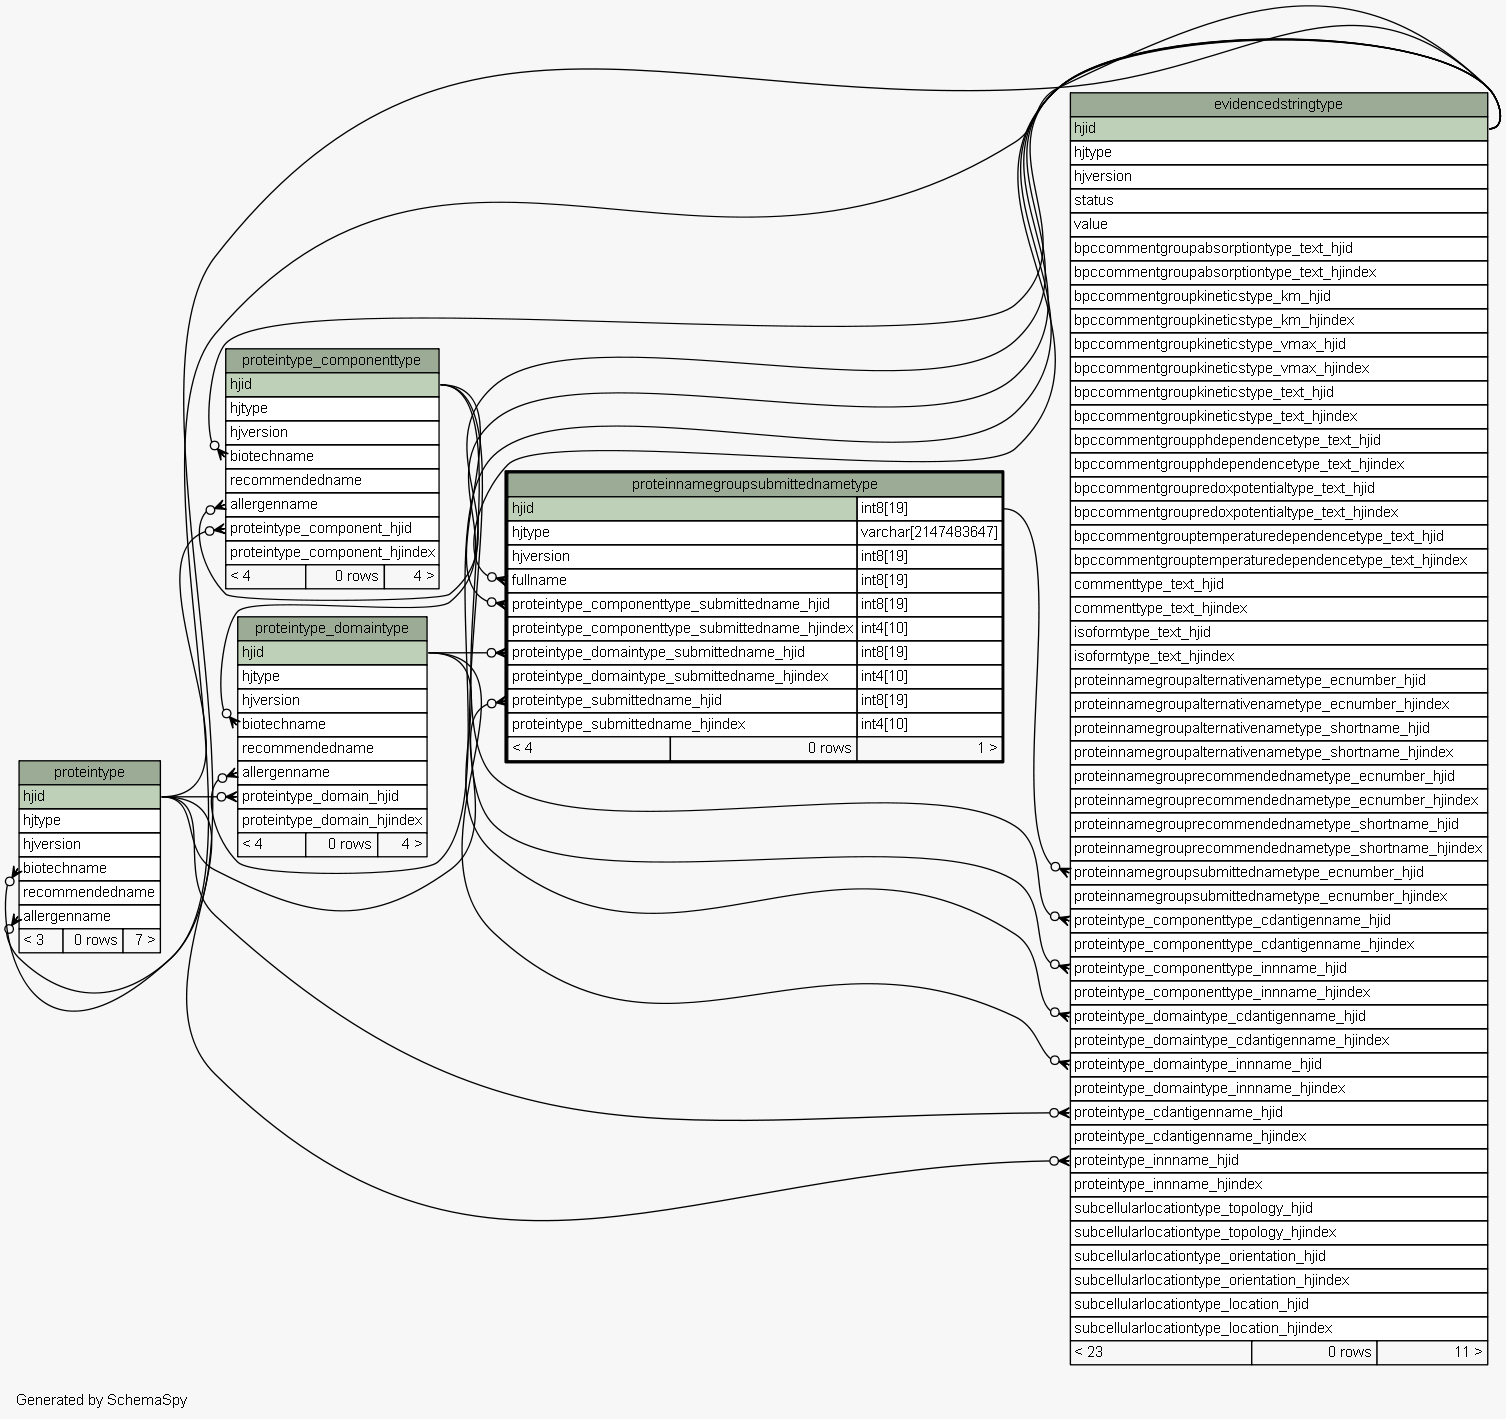 evidencedstringtype
hjid
hjtype
hjversion
status
value
bpccommentgroupabsorptiontype_text_hjid
bpccommentgroupabsorptiontype_text_hjindex
bpccommentgroupkineticstype_km_hjid
bpccommentgroupkineticstype_km_hjindex
bpccommentgroupkineticstype_vmax_hjid
bpccommentgroupkineticstype_vmax_hjindex
bpccommentgroupkineticstype_text_hjid
bpccommentgroupkineticstype_text_hjindex
bpccommentgroupphdependencetype_text_hjid
bpccommentgroupphdependencetype_text_hjindex
bpccommentgroupredoxpotentialtype_text_hjid
bpccommentgroupredoxpotentialtype_text_hjindex
bpccommentgrouptemperaturedependencetype_text_hjid
bpccommentgrouptemperaturedependencetype_text_hjindex
commenttype_text_hjid
commenttype_text_hjindex
isoformtype_text_hjid
isoformtype_text_hjindex
proteinnamegroupalternativenametype_ecnumber_hjid
proteinnamegroupalternativenametype_ecnumber_hjindex
proteinnamegroupalternativenametype_shortname_hjid
proteinnamegroupalternativenametype_shortname_hjindex
proteinnamegrouprecommendednametype_ecnumber_hjid
proteinnamegrouprecommendednametype_ecnumber_hjindex
proteinnamegrouprecommendednametype_shortname_hjid
proteinnamegrouprecommendednametype_shortname_hjindex
proteinnamegroupsubmittednametype_ecnumber_hjid
proteinnamegroupsubmittednametype_ecnumber_hjindex
proteintype_componenttype_cdantigenname_hjid
proteintype_componenttype_cdantigenname_hjindex
proteintype_componenttype_innname_hjid
proteintype_componenttype_innname_hjindex
proteintype_domaintype_cdantigenname_hjid
proteintype_domaintype_cdantigenname_hjindex
proteintype_domaintype_innname_hjid
proteintype_domaintype_innname_hjindex
proteintype_cdantigenname_hjid
proteintype_cdantigenname_hjindex
proteintype_innname_hjid
proteintype_innname_hjindex
subcellularlocationtype_topology_hjid
subcellularlocationtype_topology_hjindex
subcellularlocationtype_orientation_hjid
subcellularlocationtype_orientation_hjindex
subcellularlocationtype_location_hjid
subcellularlocationtype_location_hjindex
< 23 0 rows 11 >
proteintype_componenttype
hjid
hjtype
hjversion
biotechname
recommendedname
allergenname
proteintype_component_hjid
proteintype_component_hjindex
< 4 0 rows 4 >
proteinnamegroupsubmittednametype
hjid int8[19]
hjtype varchar[2147483647]
hjversion int8[19]
fullname int8[19]
proteintype_componenttype_submittedname_hjid int8[19]
proteintype_componenttype_submittedname_hjindex int4[10]
proteintype_domaintype_submittedname_hjid int8[19]
proteintype_domaintype_submittedname_hjindex int4[10]
proteintype_submittedname_hjid int8[19]
proteintype_submittedname_hjindex int4[10]
< 4 0 rows 1 >
proteintype_domaintype
hjid
hjtype
hjversion
biotechname
recommendedname
allergenname
proteintype_domain_hjid
proteintype_domain_hjindex
< 4 0 rows 4 >
proteintype
hjid
hjtype
hjversion
biotechname
recommendedname
allergenname
< 3 0 rows 7 >
Generated by SchemaSpy